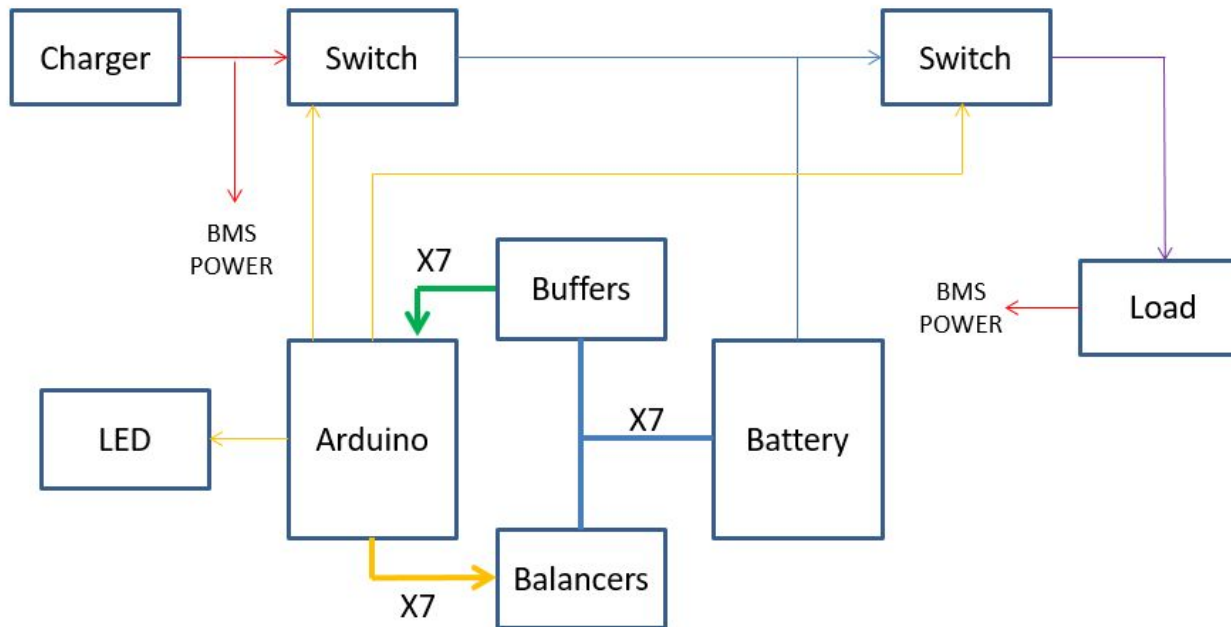 Charger
Switch
Switch
BMS
POWER
X7
Buffers
BMS
POWER
Load
LED
Arduino
X7
Battery
X7
Balancers